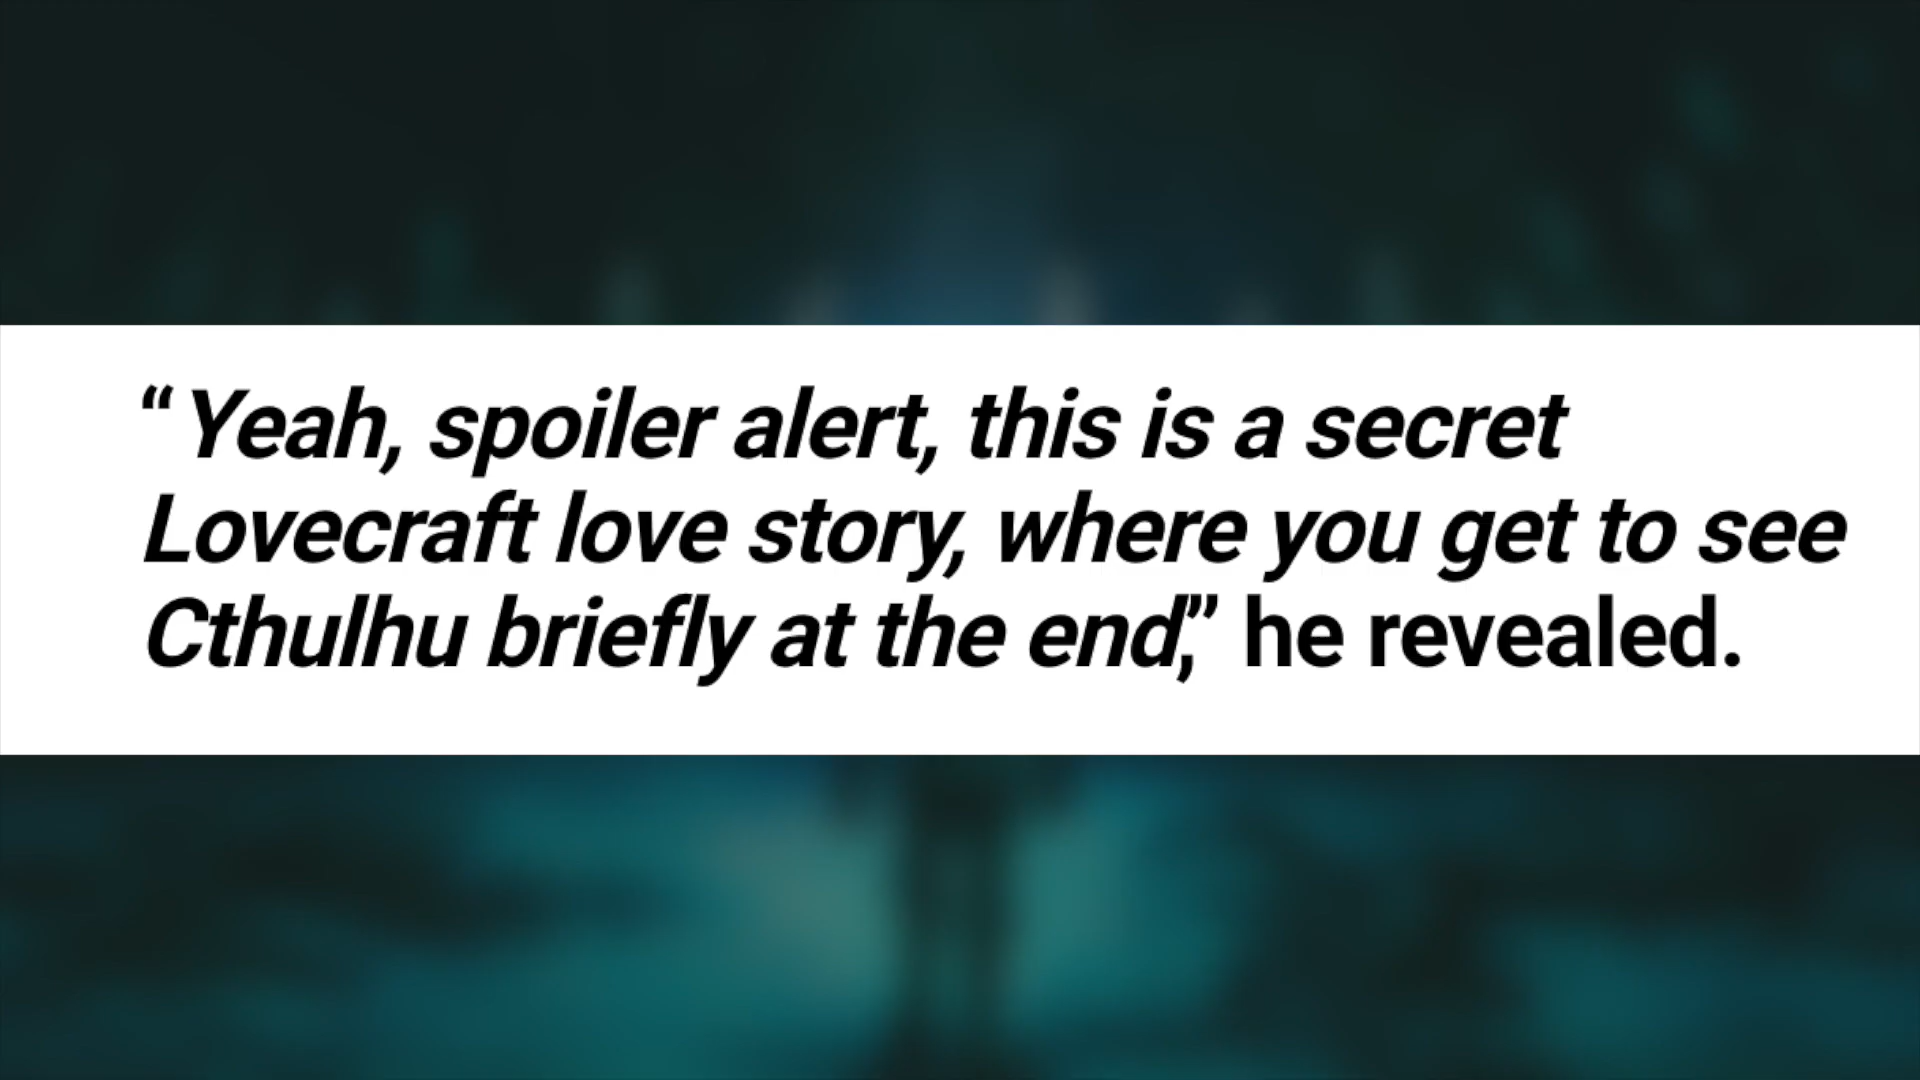 “Yeah, spoiler alert, this is a secret
Lovecraft love story, where you get to see
Cthulhu briefly at the end,” he revealed.